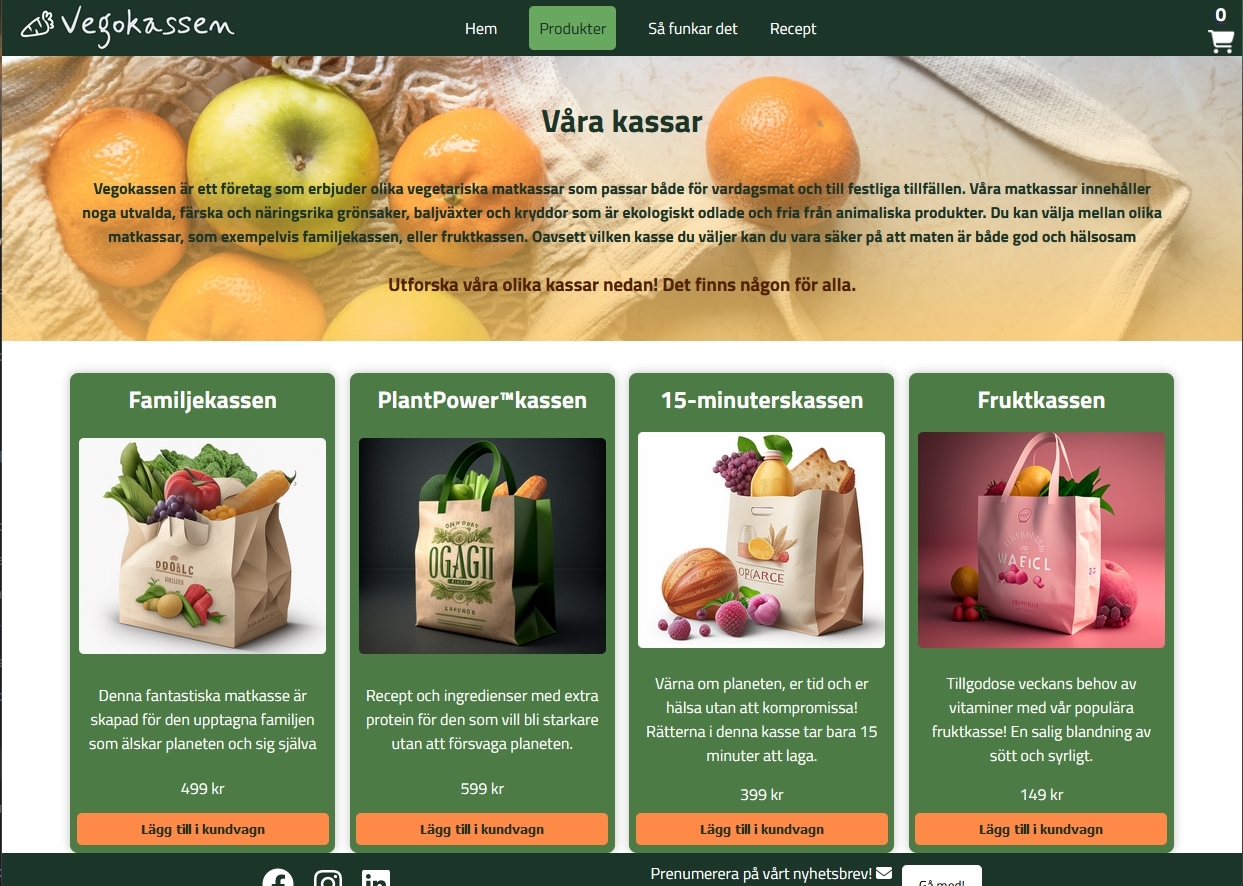 Vegokassen
Hem
Produkter
Så funkar det
Recept
0
Våra kassar
Vegokassen är ett företag som erbjuder olika vegetariska matkassar som passar både för vardagsmat och till festliga tillfällen. Våra matkassar innehåller
noga utvalda, färska och näringsrika grönsaker, baljväxter och kryddor som är ekologiskt odlade och fria från animaliska produkter. Du kan välja mellan olika
matkassar, som exempelvis familjekassen, eller fruktkassen. Oavsett vilken kasse du väljer kan du vara säker på att maten är både god och hälsosam
Utforska våra olika kassar nedan! Det finns någon för alla.
Familjekassen
Denna fantastiska matkasse är
skapad för den upptagna familjen
som älskar planeten och sig själva
499 kr
Lägg till i kundvagn
PlantPower™kassen
OGAGII
Recept och ingredienser med extra
protein för den som vill bli starkare
utan att försvaga planeten.
599 kr
Lägg till i kundvagn
15-minuterskassen
Värna om planeten, er tid och er
hälsa utan att kompromissa!
Rätterna i denna kasse tar bara 15
minuter att laga.
399 kr
Lägg till i kundvagn
Fruktkassen
Tillgodose veckans behov av
vitaminer med vår populära
fruktkasse! En salig blandning av
sött och syrligt.
149 kr
Lägg till i kundvagn
Prenumerera på vårt nyhetsbrev!
Gå med!